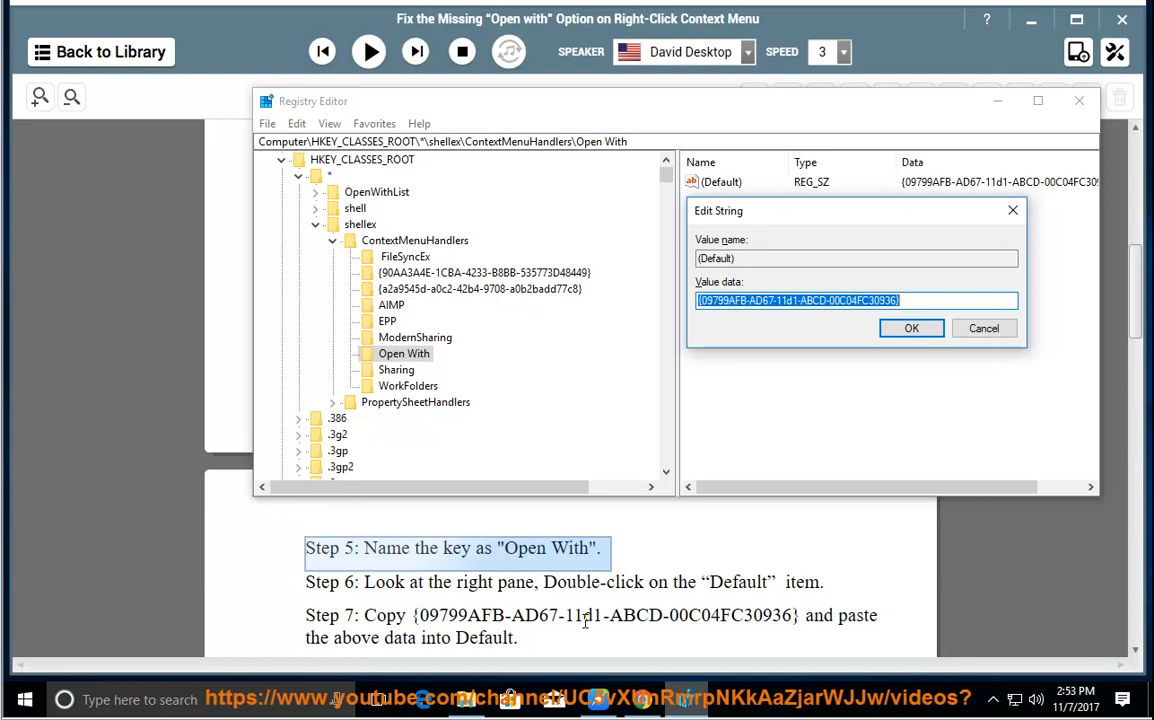 Fix the Missing “Open with” Option on Right-Click Context Menu
?
Back to Library
SPEAKER
David Desktop
SPEED
3
Registry Editor
File Edit View Favorites Help
Computer\HKEY_CLASSES_ROOT\*\shellex\ContextMenuHandlers\Open With
HKEY_CLASSES_ROOT
*
OpenWithList
shell
shellex
ContextMenuHandlers
FileSyncEx
{90AA3A4E-1CBA-4233-B8BB-535773D48449}
{a2a9545d-a0c2-42b4-9708-a0b2badd77c8}
AIMP
EPP
ModernSharing
Open With
Sharing
WorkFolders
PropertySheetHandlers
.386
.3g2
.3gp
.3gp2
Name Type Data
ab (Default) REG_SZ {09799AFB-AD67-11d1-ABCD-00C04FC309
Edit String
Value name:
(Default)
Value data:
{09799AFB-AD67-11d1-ABCD-00C04FC30936}
OK Cancel
Step 5: Name the key as "Open With".
Step 6: Look at the right pane, Double-click on the “Default” item.
Step 7: Copy {09799AFB-AD67-11d1-ABCD-00C04FC30936} and paste
the above data into Default.
Type here to search
2:53 PM
11/7/2017